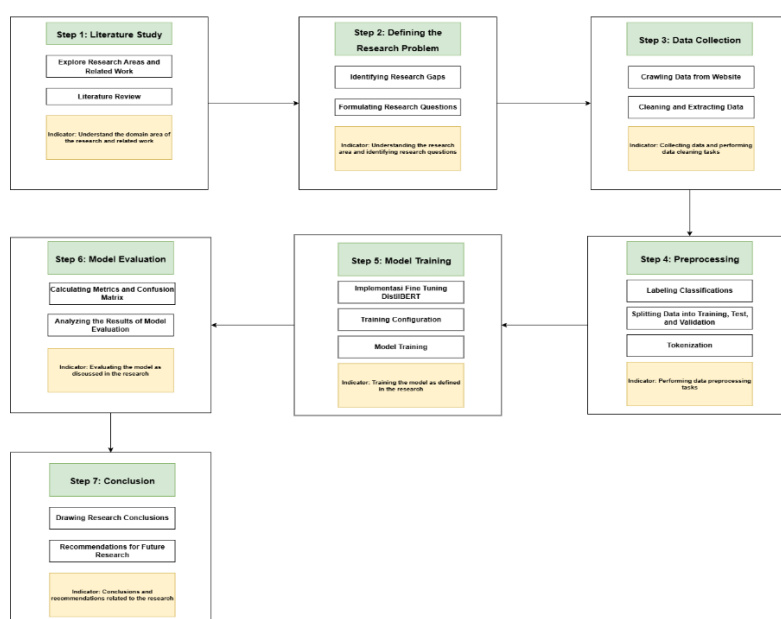 Step 1: Literature Study
Explore Research Areas and
Related Work
Literature Review
Indicator: Understand the domain area of
the research and related work
Step 2: Defining the
Research Problem
Identifying Research Gaps
Formulating Research Questions
Indicator: Understanding the research
area and identifying research questions
Step 3: Data Collection
Crawling Data from Website
Cleaning and Extracting Data
Indicator: Collecting data and performing
data cleaning tasks
Step 4: Preprocessing
Labeling Classifications
Splitting Data into Training, Test,
and Validation
Tokenization
Indicator: Performing data preprocessing
tasks
Step 5: Model Training
Implementasi Fine Tuning
DistilBERT
Training Configuration
Model Training
Indicator: Training the model as defined
in the research
Step 6: Model Evaluation
Calculating Metrics and Confusion
Matrix
Analyzing the Results of Model
Evaluation
Indicator: Evaluating the model as
discussed in the research
Step 7: Conclusion
Drawing Research Conclusions
Recommendations for Future
Research
Indicator: Conclusions and
recommendations related to the research